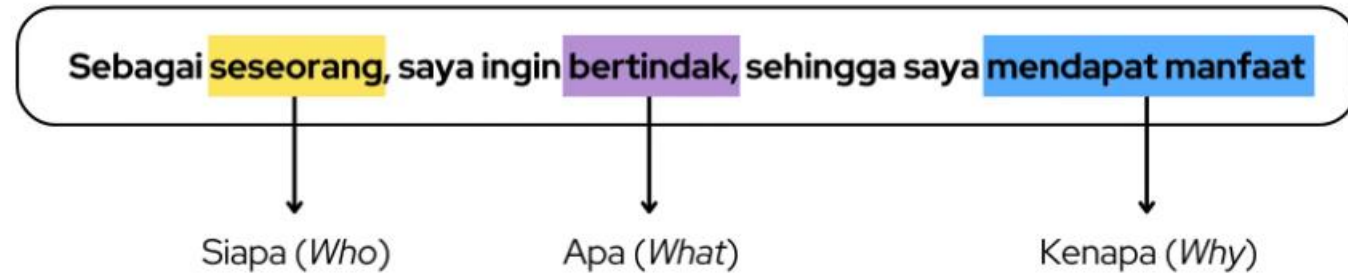 Sebagai seseorang, saya ingin bertindak, sehingga saya mendapat manfaat
Siapa (Who) Apa (What) Kenapa (Why)